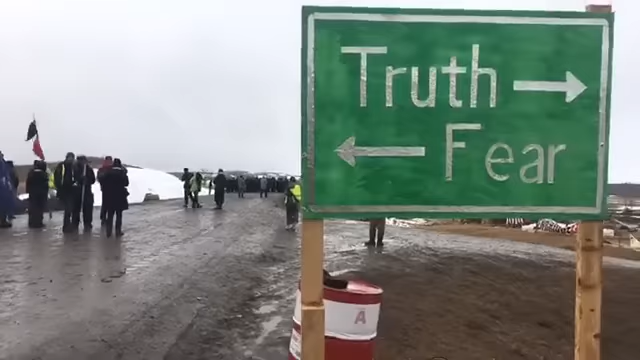 Truth →
← Fear
A